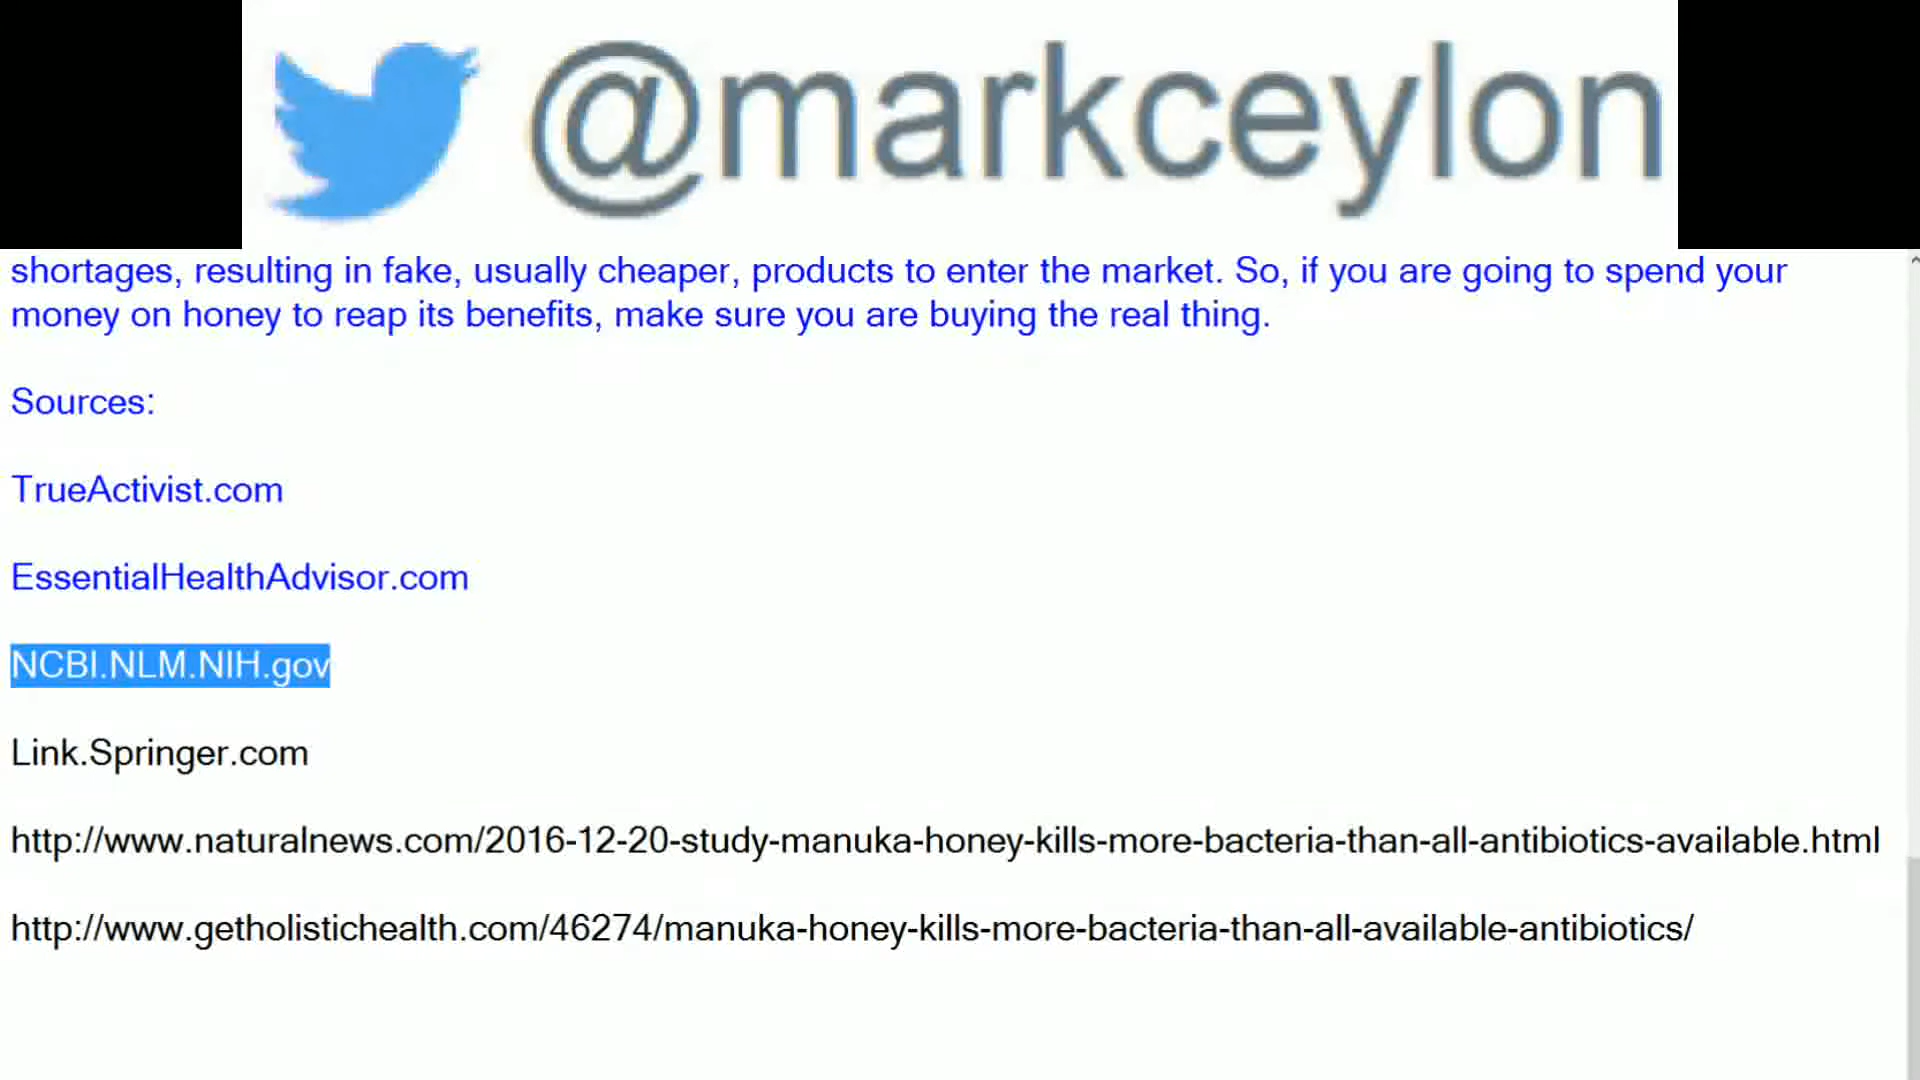 @markceylon
shortages, resulting in fake, usually cheaper, products to enter the market. So, if you are going to spend your
money on honey to reap its benefits, make sure you are buying the real thing.
Sources:
TrueActivist.com
EssentialHealthAdvisor.com
NCBI.NLM.NIH.gov
Link.Springer.com
http://www.naturalnews.com/2016-12-20-study-manuka-honey-kills-more-bacteria-than-all-antibiotics-available.html
http://www.getholistichealth.com/46274/manuka-honey-kills-more-bacteria-than-all-available-antibiotics/